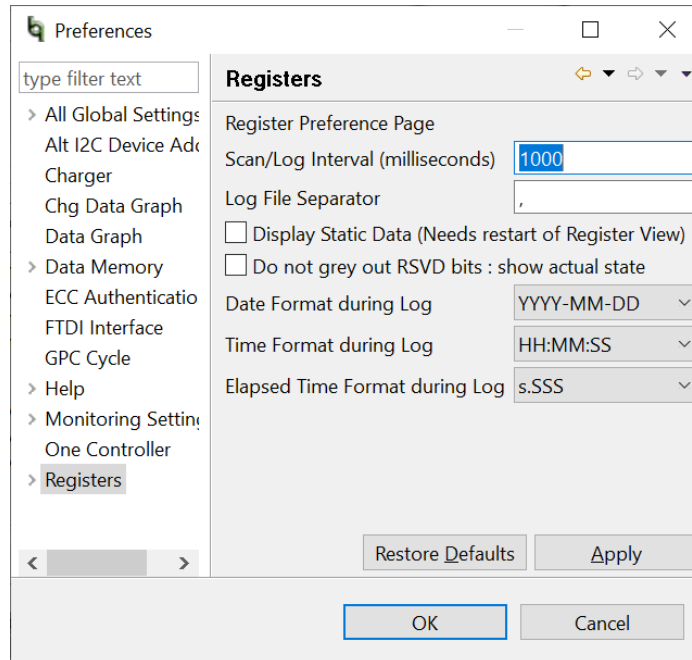 Preferences
type filter text
All Global Settings
Alt I2C Device Add
Charger
Chg Data Graph
Data Graph
Data Memory
ECC Authenticatio
FTDI Interface
GPC Cycle
Help
Monitoring Setting
One Controller
Registers
Registers
Register Preference Page
Scan/Log Interval (milliseconds) 1000
Log File Separator ,
Display Static Data (Needs restart of Register View)
Do not grey out RSVD bits : show actual state
Date Format during Log YYYY-MM-DD
Time Format during Log HH:MM:SS
Elapsed Time Format during Log s.SSS
Restore Defaults Apply
OK Cancel